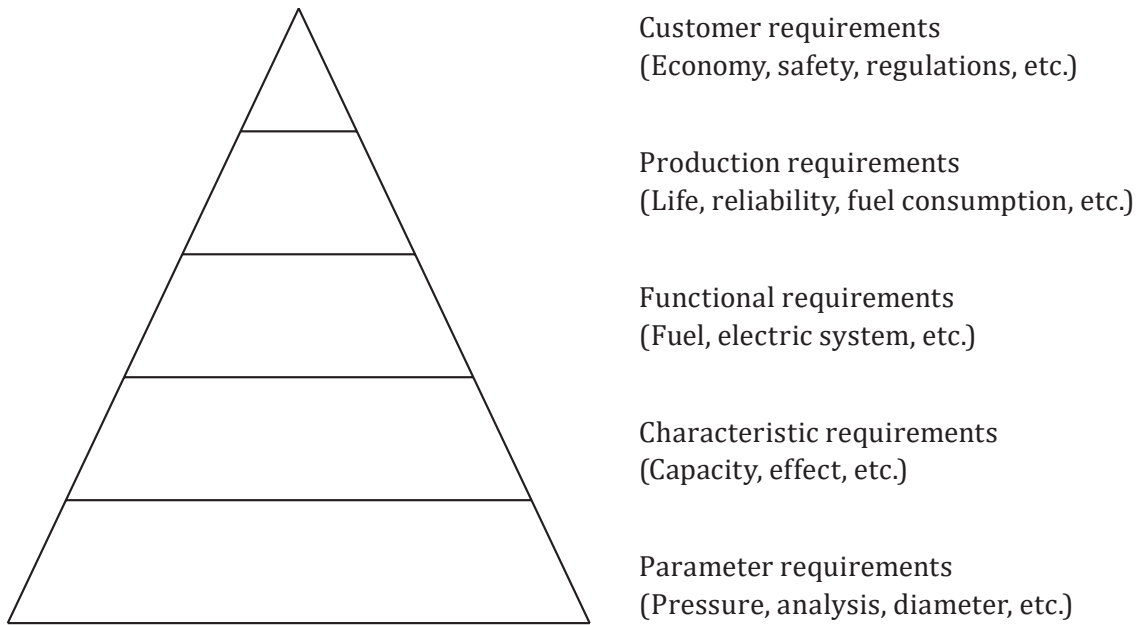 Customer requirements
(Economy, safety, regulations, etc.)
Production requirements
(Life, reliability, fuel consumption, etc.)
Functional requirements
(Fuel, electric system, etc.)
Characteristic requirements
(Capacity, effect, etc.)
Parameter requirements
(Pressure, analysis, diameter, etc.)